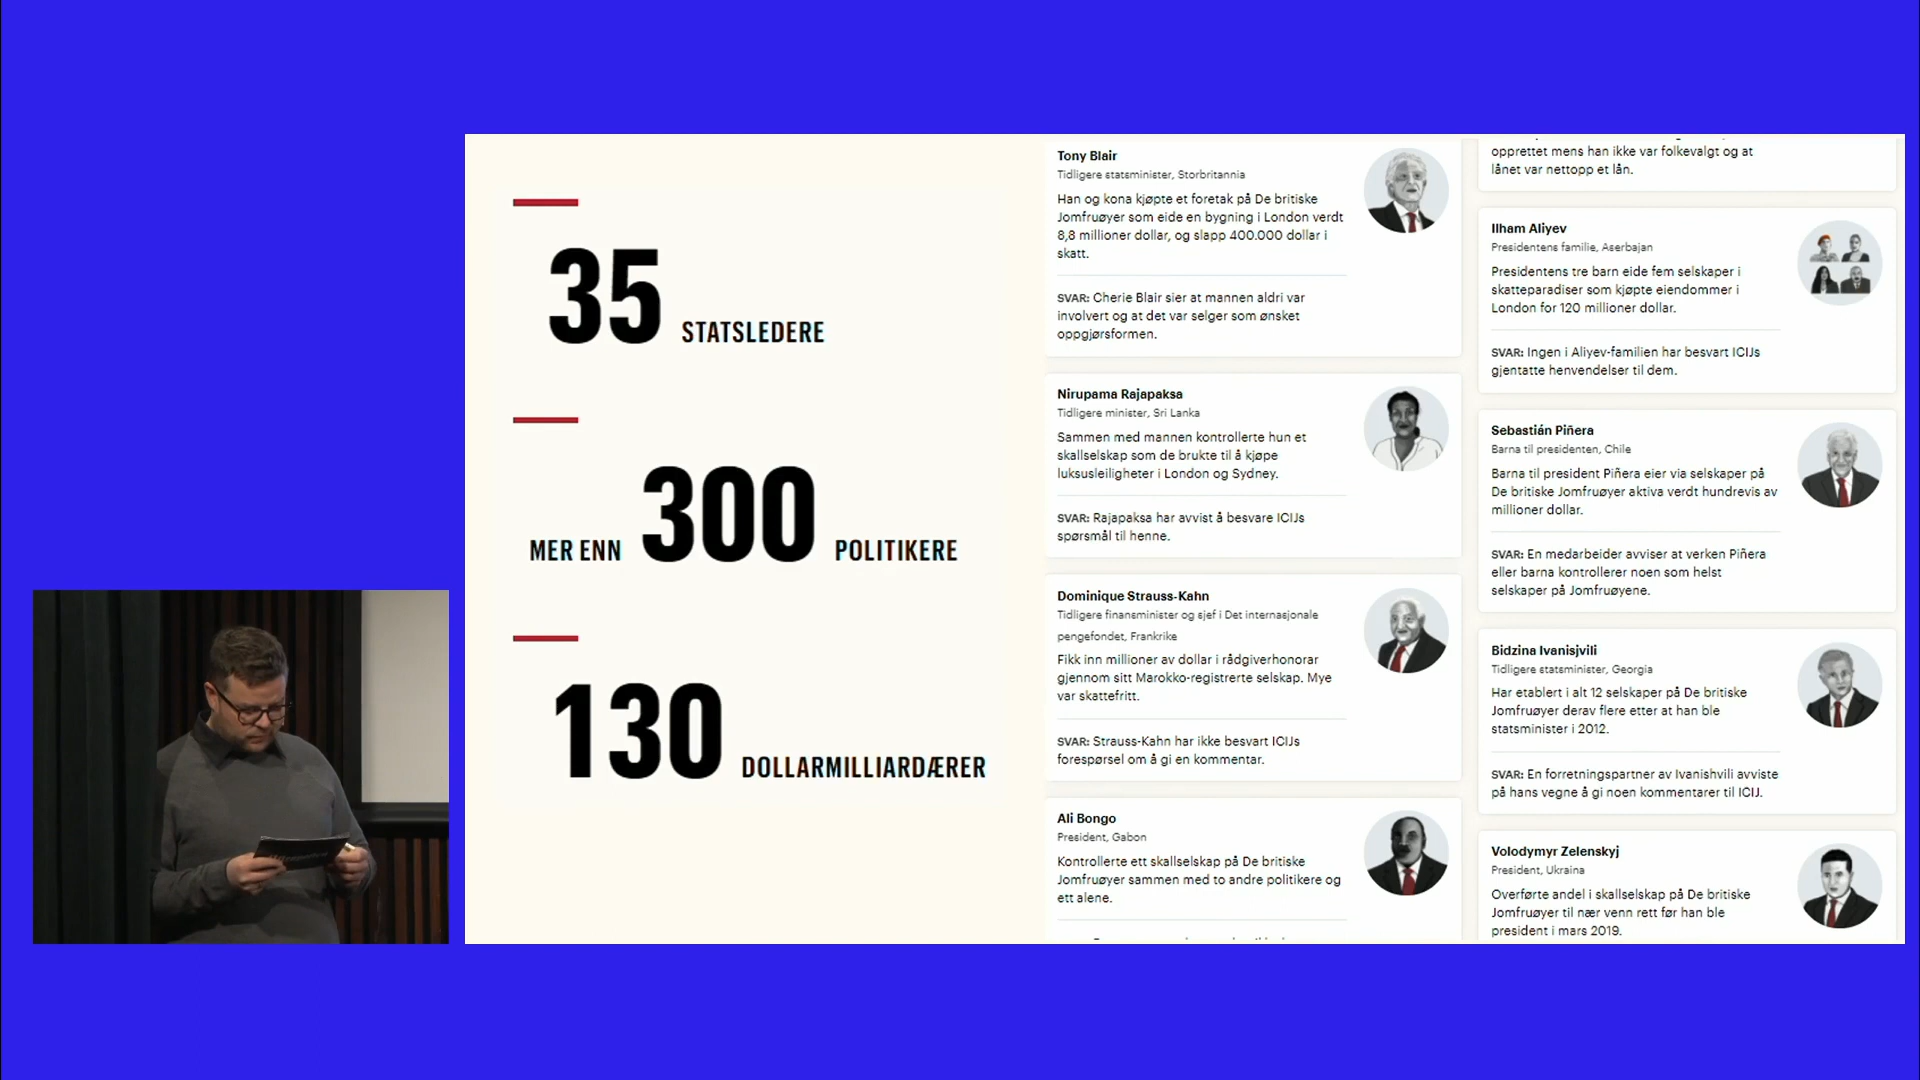 35 STATSLEDERE
MER ENN 300 POLITIKERE
130 DOLLARMILLIARDÆRER
Tony Blair
Tidligere statsminister, Storbritannia
Han og kona kjøpte et foretak på De britiske
Jomfruøyer som eide en bygning i London verdt
8,8 millioner dollar, og slapp 400.000 dollar i
skatt.
SVAR: Cherie Blair sier at mannen aldri var
involvert og at det var selger som ønsket
oppgjørsformen.
Nirupama Rajapaksa
Tidligere minister, Sri Lanka
Sammen med mannen kontrollerte hun et
skallselskap som de brukte til å kjøpe
luksusleiligheter i London og Sydney.
SVAR: Rajapaksa har avvist å besvare ICIJs
spørsmål til henne.
Dominique Strauss-Kahn
Tidligere finansminister og sjef i Det internasjonale
pengefondet, Frankrike
Fikk inn millioner av dollar i rådgiverhonorar
gjennom sitt Marokko-registrerte selskap. Mye
var skattefritt.
SVAR: Strauss-Kahn har ikke besvart ICIJs
forespørsel om å gi en kommentar.
Ali Bongo
President, Gabon
Kontrollerte ett skallselskap på De britiske
Jomfruøyer sammen med to andre politikere og
ett alene.
opprettet mens han ikke var folkevalgt og at
lånet var nettopp et lån.
Ilham Aliyev
Presidentens familie, Aserbajan
Presidentens tre barn eide fem selskaper i
skatteparadiser som kjøpte eiendommer i
London for 120 millioner dollar.
SVAR: Ingen i Aliyev-familien har besvart ICIJs
gjentatte henvendelser til dem.
Sebastián Piñera
Barna til presidenten, Chile
Barna til president Piñera eier via selskaper på
De britiske Jomfruøyer aktiva verdt hundrevis av
millioner dollar.
SVAR: En medarbeider avviser at verken Piñera
eller barna kontrollerer noen som helst
selskaper på Jomfruøyene.
Bidzina Ivanisjvili
Tidligere statsminister, Georgia
Har etablert i alt 12 selskaper på De britiske
Jomfruøyer derav flere etter at han ble
statsminister i 2012.
SVAR: En forretningspartner av Ivanishvili avviste
på hans vegne å gi noen kommentarer til ICIJ.
Volodymyr Zelenskyj
President, Ukraina
Overførte andel i skallselskap på De britiske
Jomfruøyer til nær venn rett før han ble
president i mars 2019.